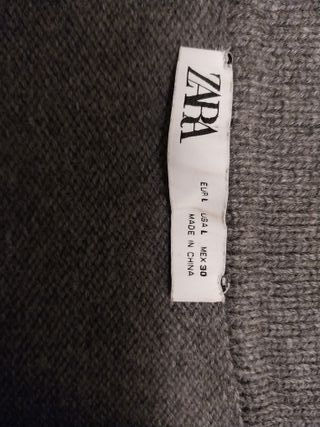 ZARA
EUR L USA L MEX 30
MADE IN CHINA